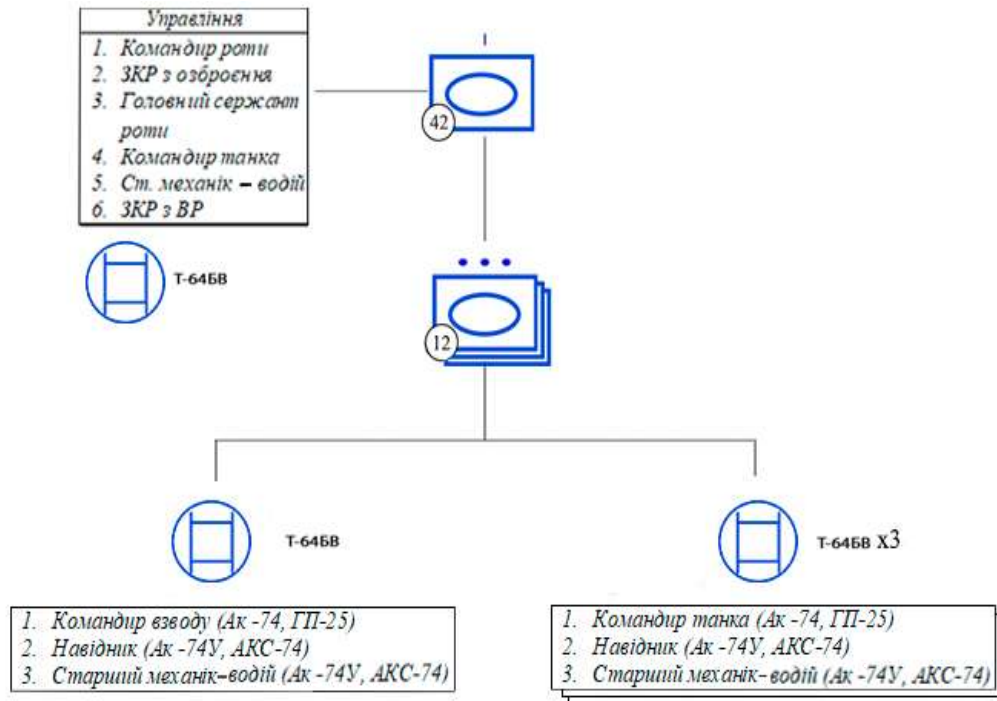 Управління
1. Командир роти
2. ЗКР з озброєння
3. Головний сержант
роти
4. Командир танка
5. Ст. механік – водій
6. ЗКР з ВР
42
Т-64БВ
12
Т-64БВ
Т-64БВ X3
1. Командир взводу (Ак -74, ГП-25)
2. Навідник (Ак -74У, АКС-74)
3. Старший механік–водій (Ак -74У, АКС-74)
1. Командир танка (Ак -74, ГП-25)
2. Навідник (Ак -74У, АКС-74)
3. Старший механік–водій (Ак -74У, АКС-74)